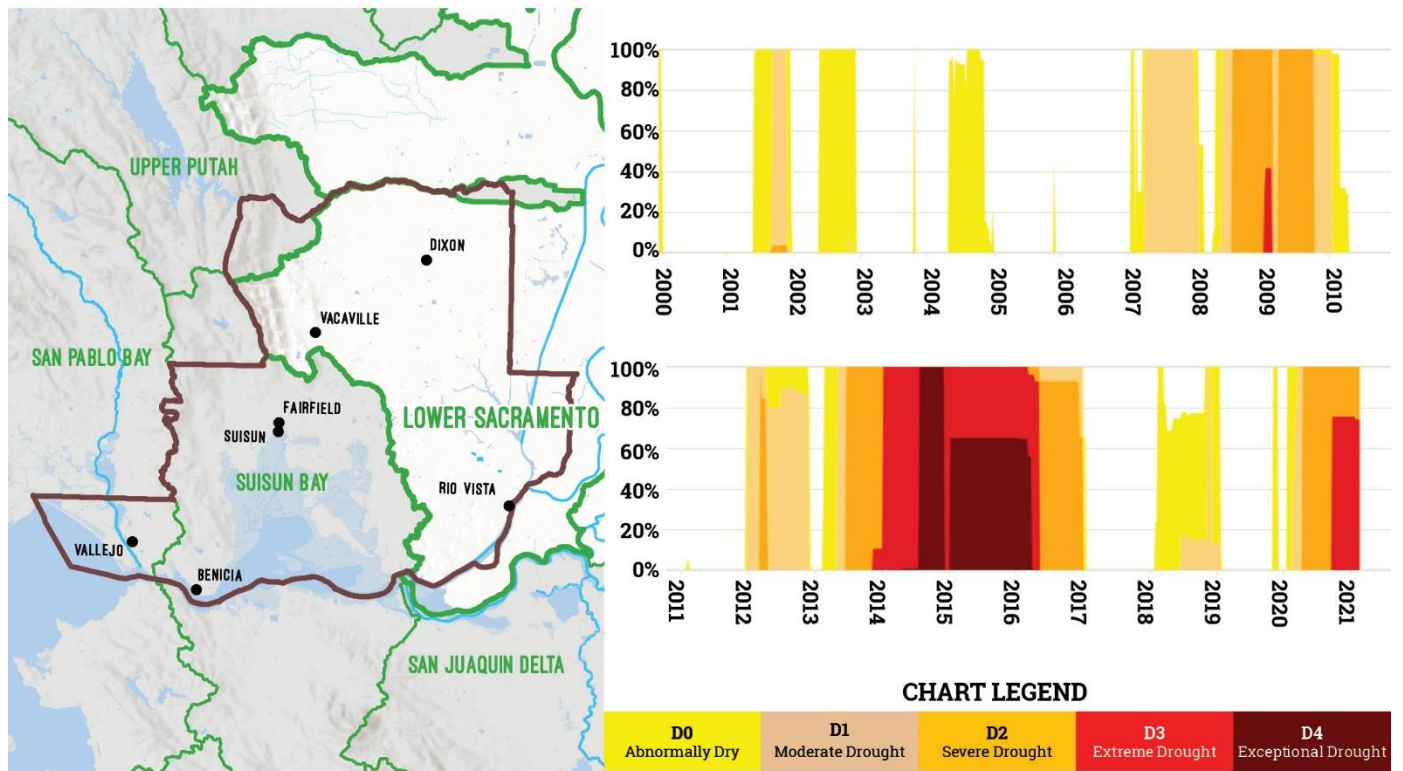 UPPER PUTAH
DIXON
VACAVILLE
SAN PABLO BAY
FAIRFIELD
SUISUN
LOWER SACRAMENTO
SUISUN BAY
RIO VISTA
VALLEJO
BENICIA
SAN JUAQUIN DELTA
100%
80%
60%
40%
20%
0%
2000
2001
2002
2003
2004
2005
2006
2007
2008
2009
2010
100%
80%
60%
40%
20%
0%
2011
2012
2013
2014
2015
2016
2017
2018
2019
2020
2021
CHART LEGEND
D0
Abnormally Dry
D1
Moderate Drought
D2
Severe Drought
D3
Extreme Drought
D4
Exceptional Drought